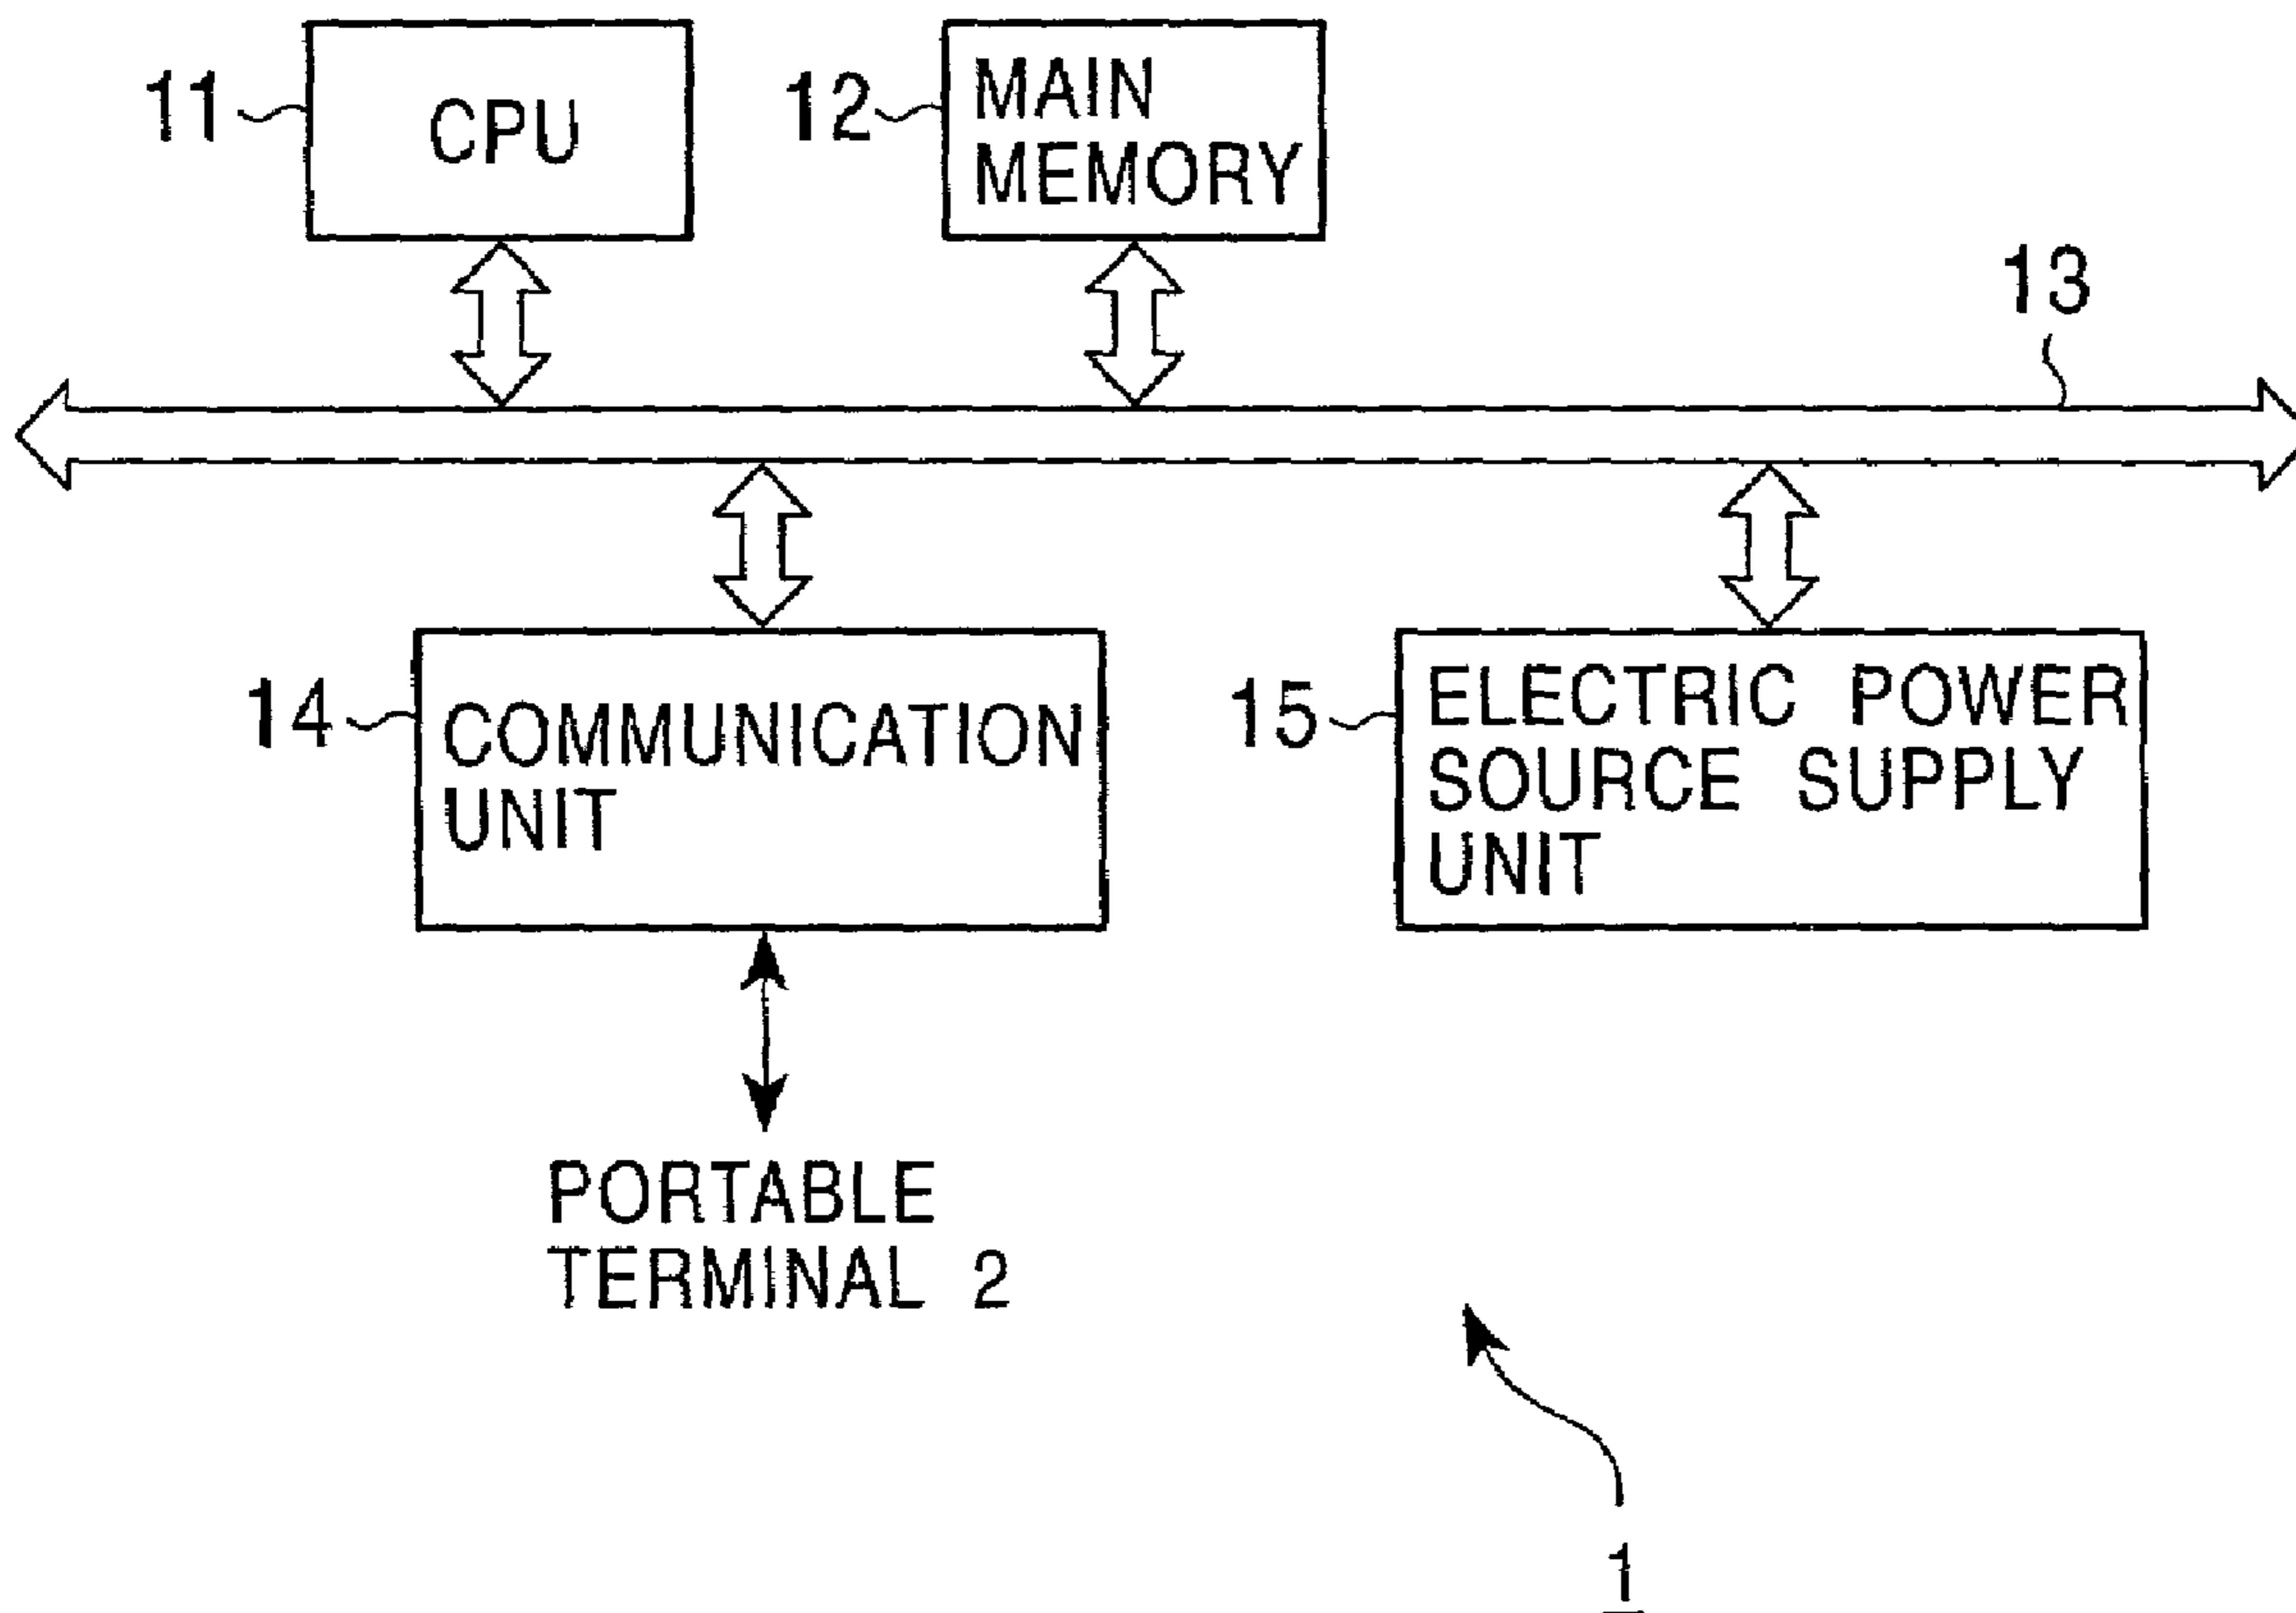 11
CPU
12
MAIN
MEMORY
13
14
COMMUNICATION
UNIT
15
ELECTRIC POWER
SOURCE SUPPLY
UNIT
PORTABLE
TERMINAL 2
1